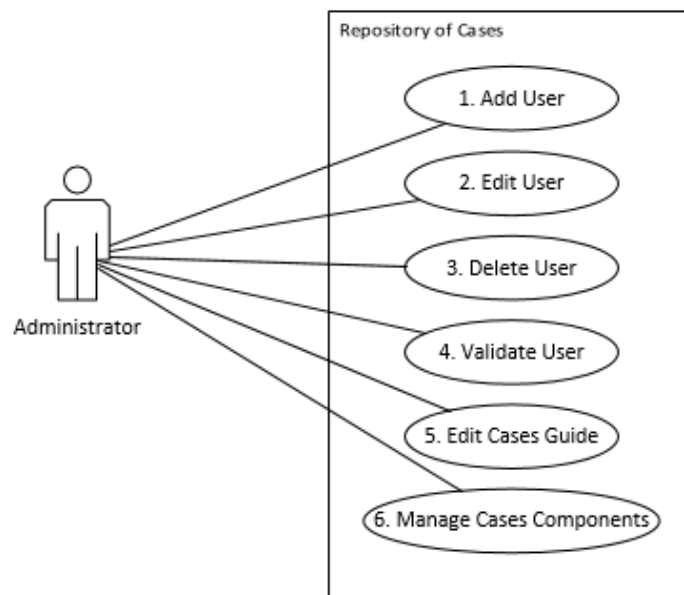 Repository of Cases
1. Add User
2. Edit User
3. Delete User
Administrator
4. Validate User
5. Edit Cases Guide
6. Manage Cases Components